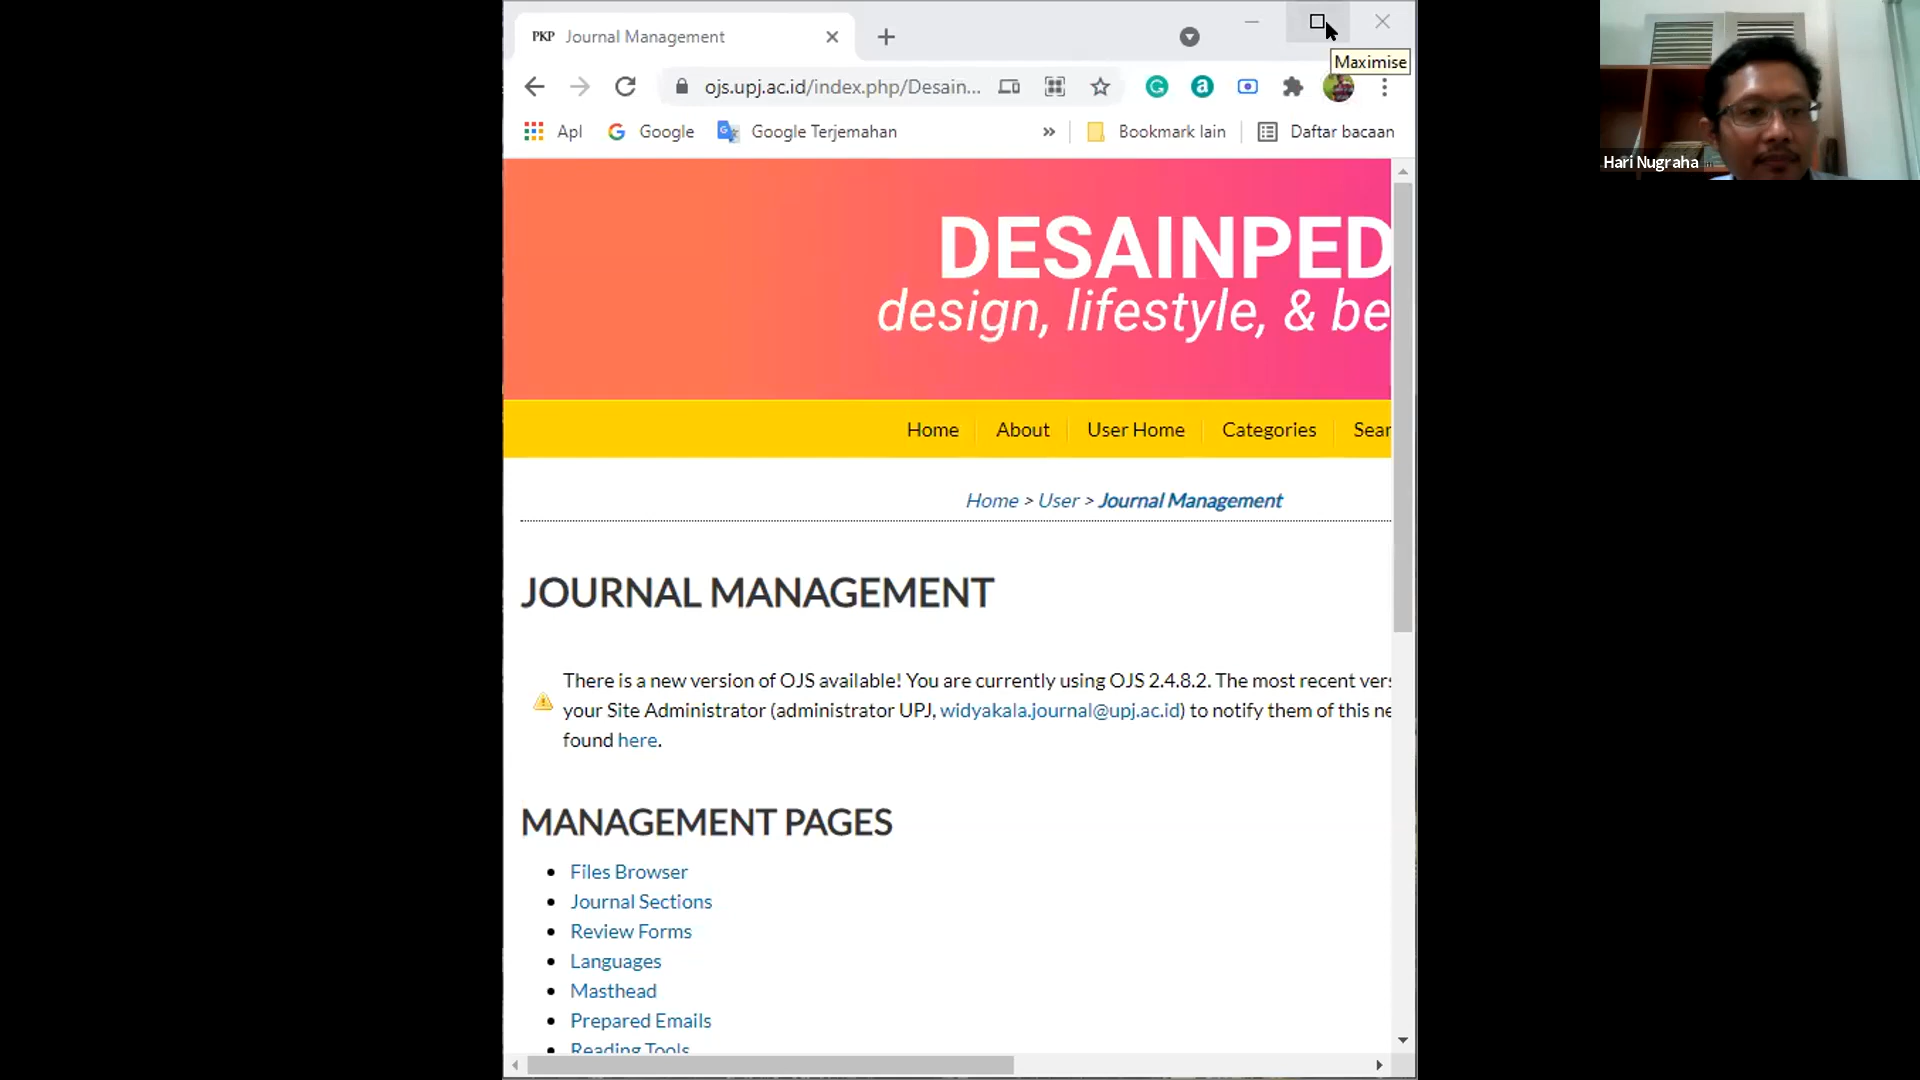 PKP Journal Management
Maximise
ojs.upj.ac.id/index.php/Desain...
Apl Google Google Terjemahan » Bookmark lain Daftar bacaan
Hari Nugraha
DESAINPED
design, lifestyle, & be
Home About User Home Categories Sear
Home > User > Journal Management
JOURNAL MANAGEMENT
There is a new version of OJS available! You are currently using OJS 2.4.8.2. The most recent vers
your Site Administrator (administrator UPJ, widyakala.journal@upj.ac.id) to notify them of this ne
found here.
MANAGEMENT PAGES
• Files Browser
• Journal Sections
• Review Forms
• Languages
• Masthead
• Prepared Emails
• Reading Tools